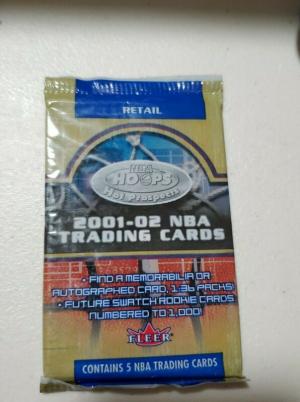 RETAIL
NBA
HOOPS
Hot Prospects
2001-02 NBA
TRADING CARDS
• FIND A MEMORABILIA OR
AUTOGRAPHED CARD, 1:36 PACKS!
• FUTURE SWATCH ROOKIE CARDS
NUMBERED TO 1,000!
FLEER
CONTAINS 5 NBA TRADING CARDS